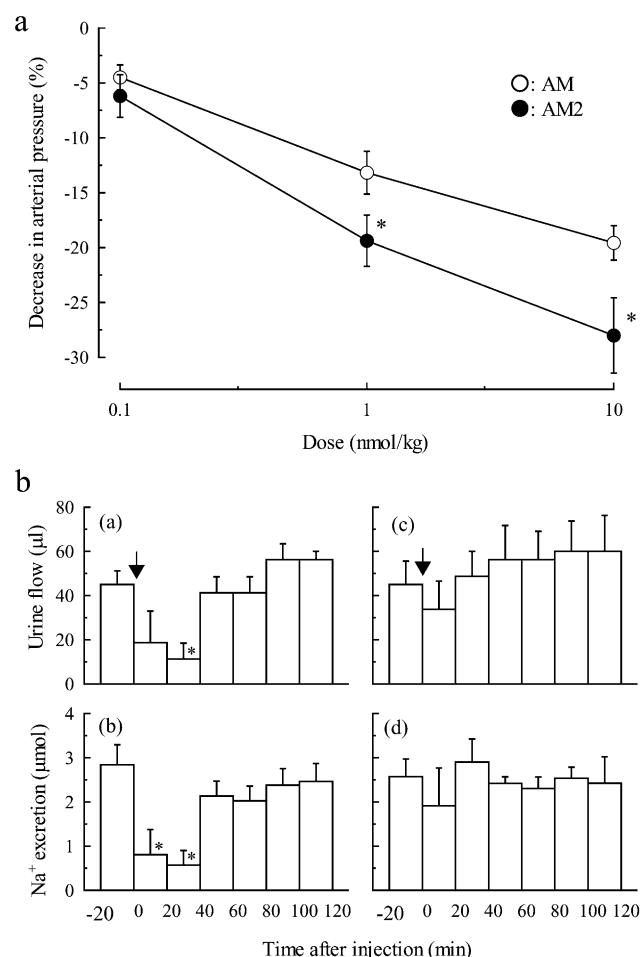 a
Decrease in arterial pressure (%)
0
-5
-10
-15
-20
-25
-30
○: AM
●: AM2
*
*
0.1
1
10
Dose (nmol/kg)
b
Urine flow (μl)
80
60
40
20
0
(a)
*
(c)
Na+ excretion (μmol)
4
3
2
1
0
(b)
*
*
(d)
-20 0 20 40 60 80 100 120
-20 0 20 40 60 80 100 120
Time after injection (min)